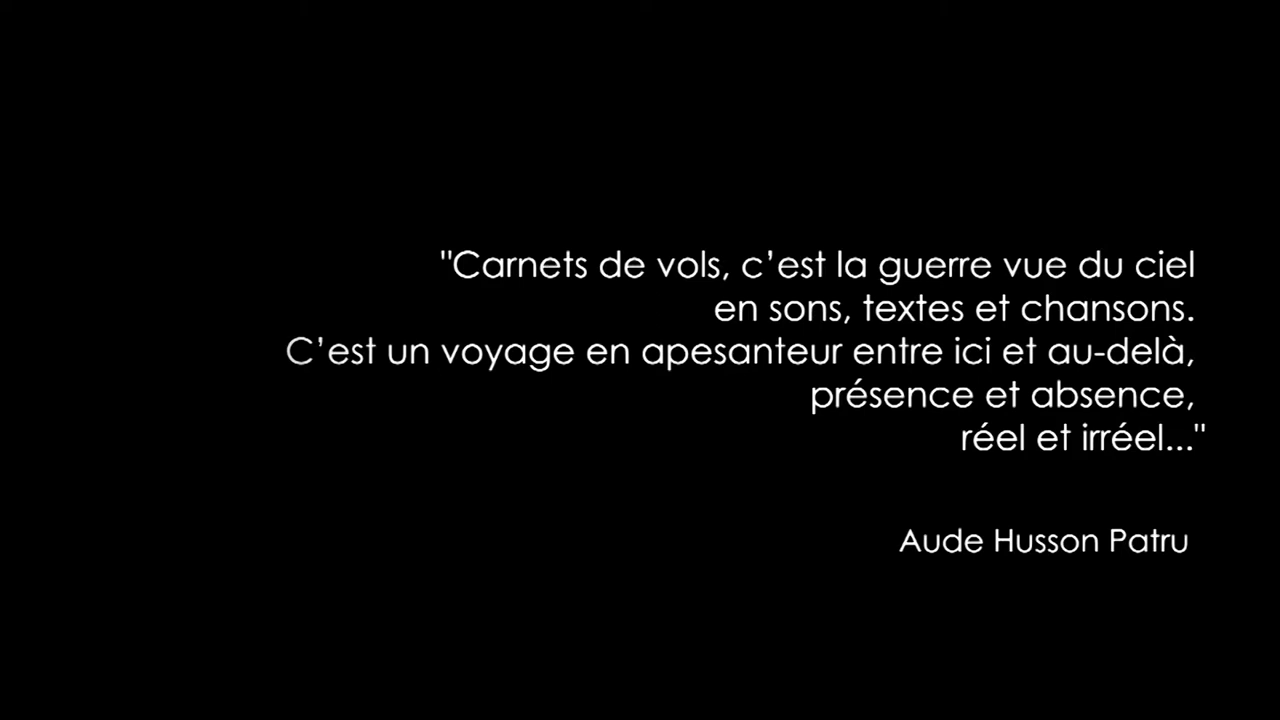 "Carnets de vols, c’est la guerre vue du ciel
en sons, textes et chansons.
C’est un voyage en apesanteur entre ici et au-delà,
présence et absence,
réel et irréel..."
Aude Husson Patru